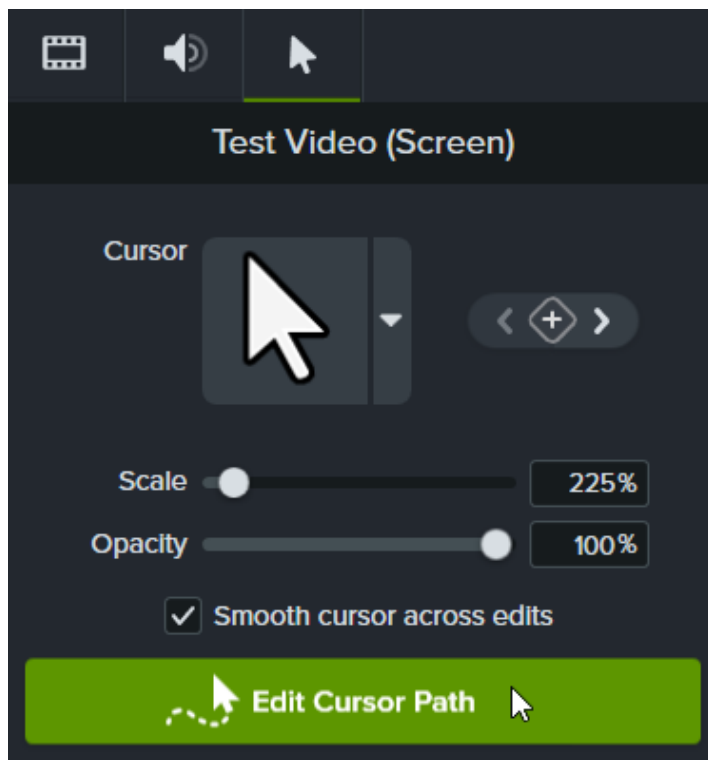 Test Video (Screen)
Cursor
Scale
225%
Opacity
100%
Smooth cursor across edits
Edit Cursor Path